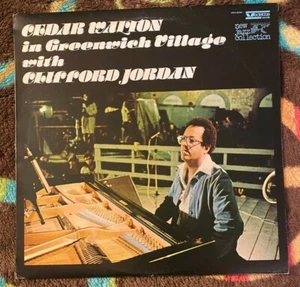 CEDAR WALTON
in Greenwich Village
with
CLIFFORD JORDAN
new
jazz
collection